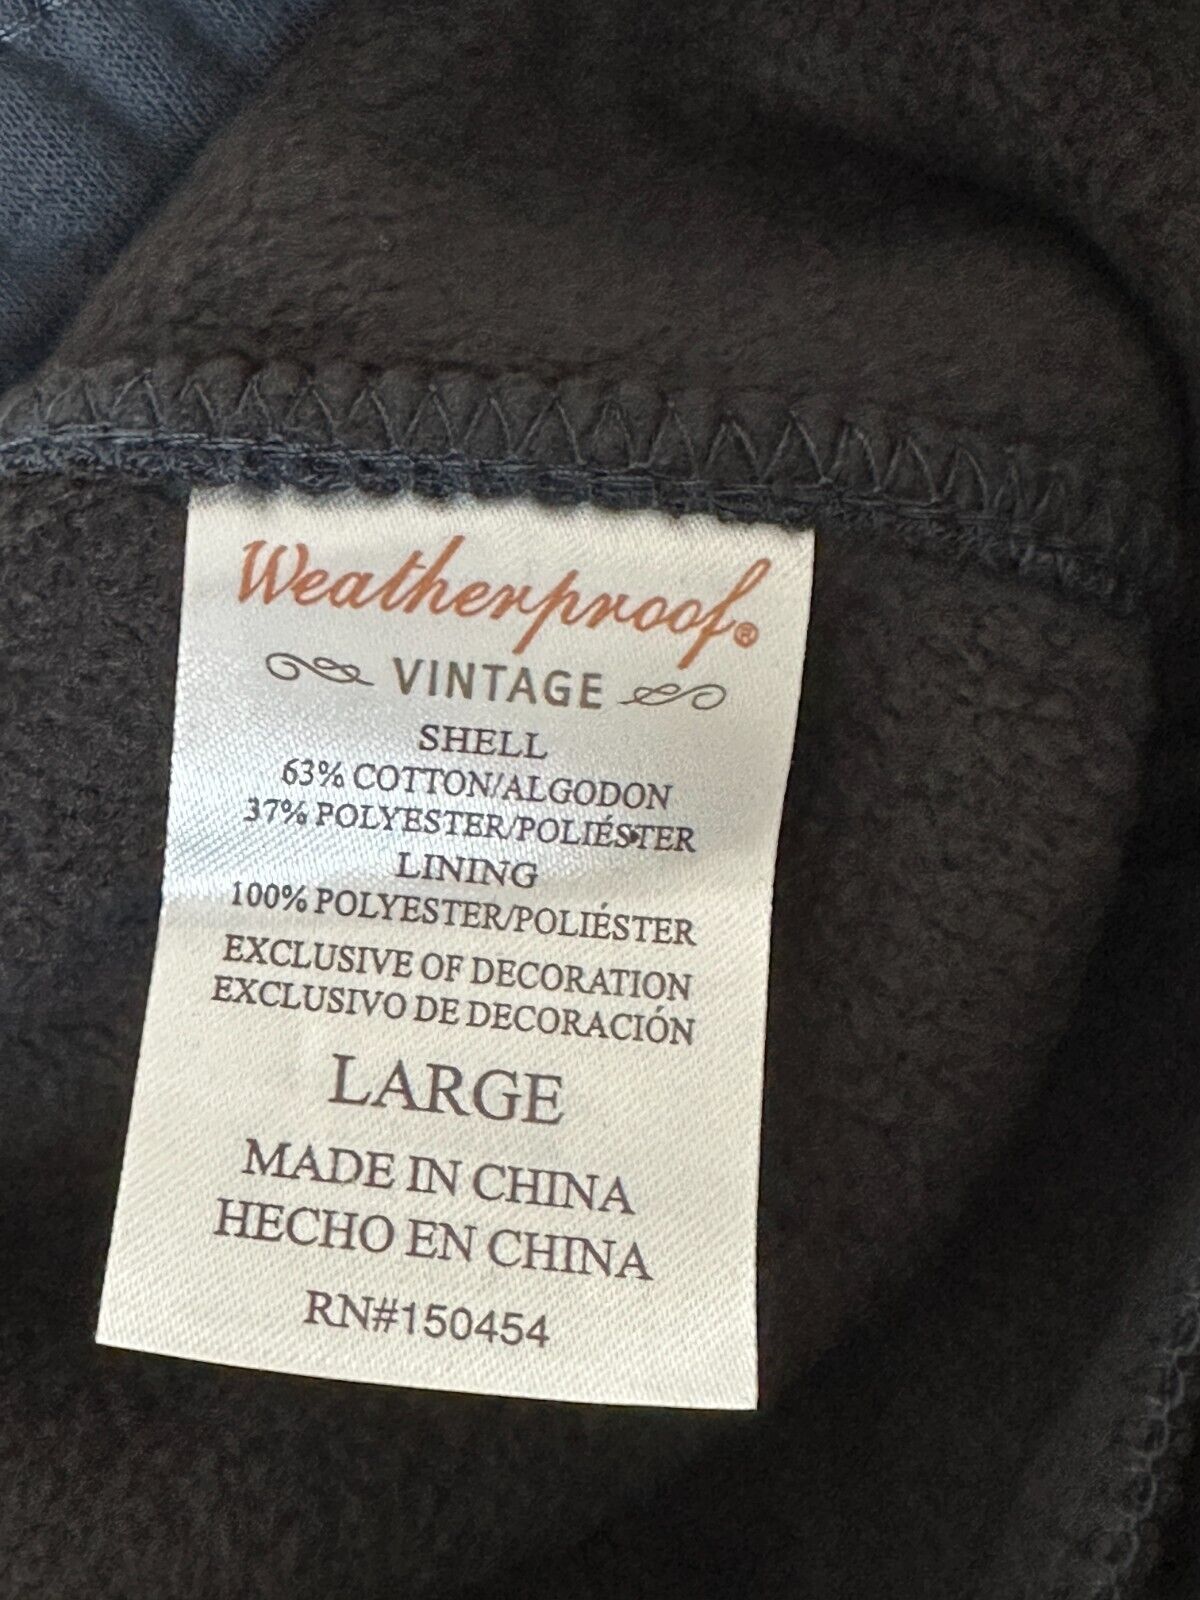 Weatherproof®
VINTAGE
SHELL
63% COTTON/ALGODON
37% POLYESTER/POLIÉSTER
LINING
100% POLYESTER/POLIÉSTER
EXCLUSIVE OF DECORATION
EXCLUSIVO DE DECORACIÓN
LARGE
MADE IN CHINA
HECHO EN CHINA
RN#150454